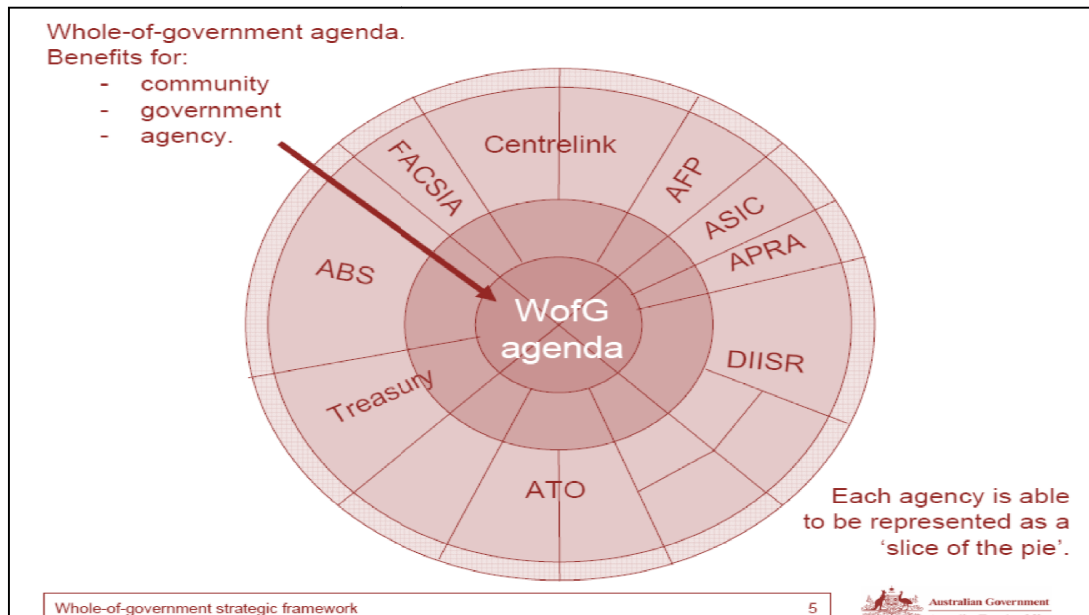 Whole-of-government agenda.
Benefits for:
- community
- government
- agency.
Centrelink
FACSIA
AFP
ASIC
APRA
ABS
WofG
agenda
DIISR
Treasury
ATO
Each agency is able
to be represented as a
‘slice of the pie’.
Whole-of-government strategic framework 5
Australian Government